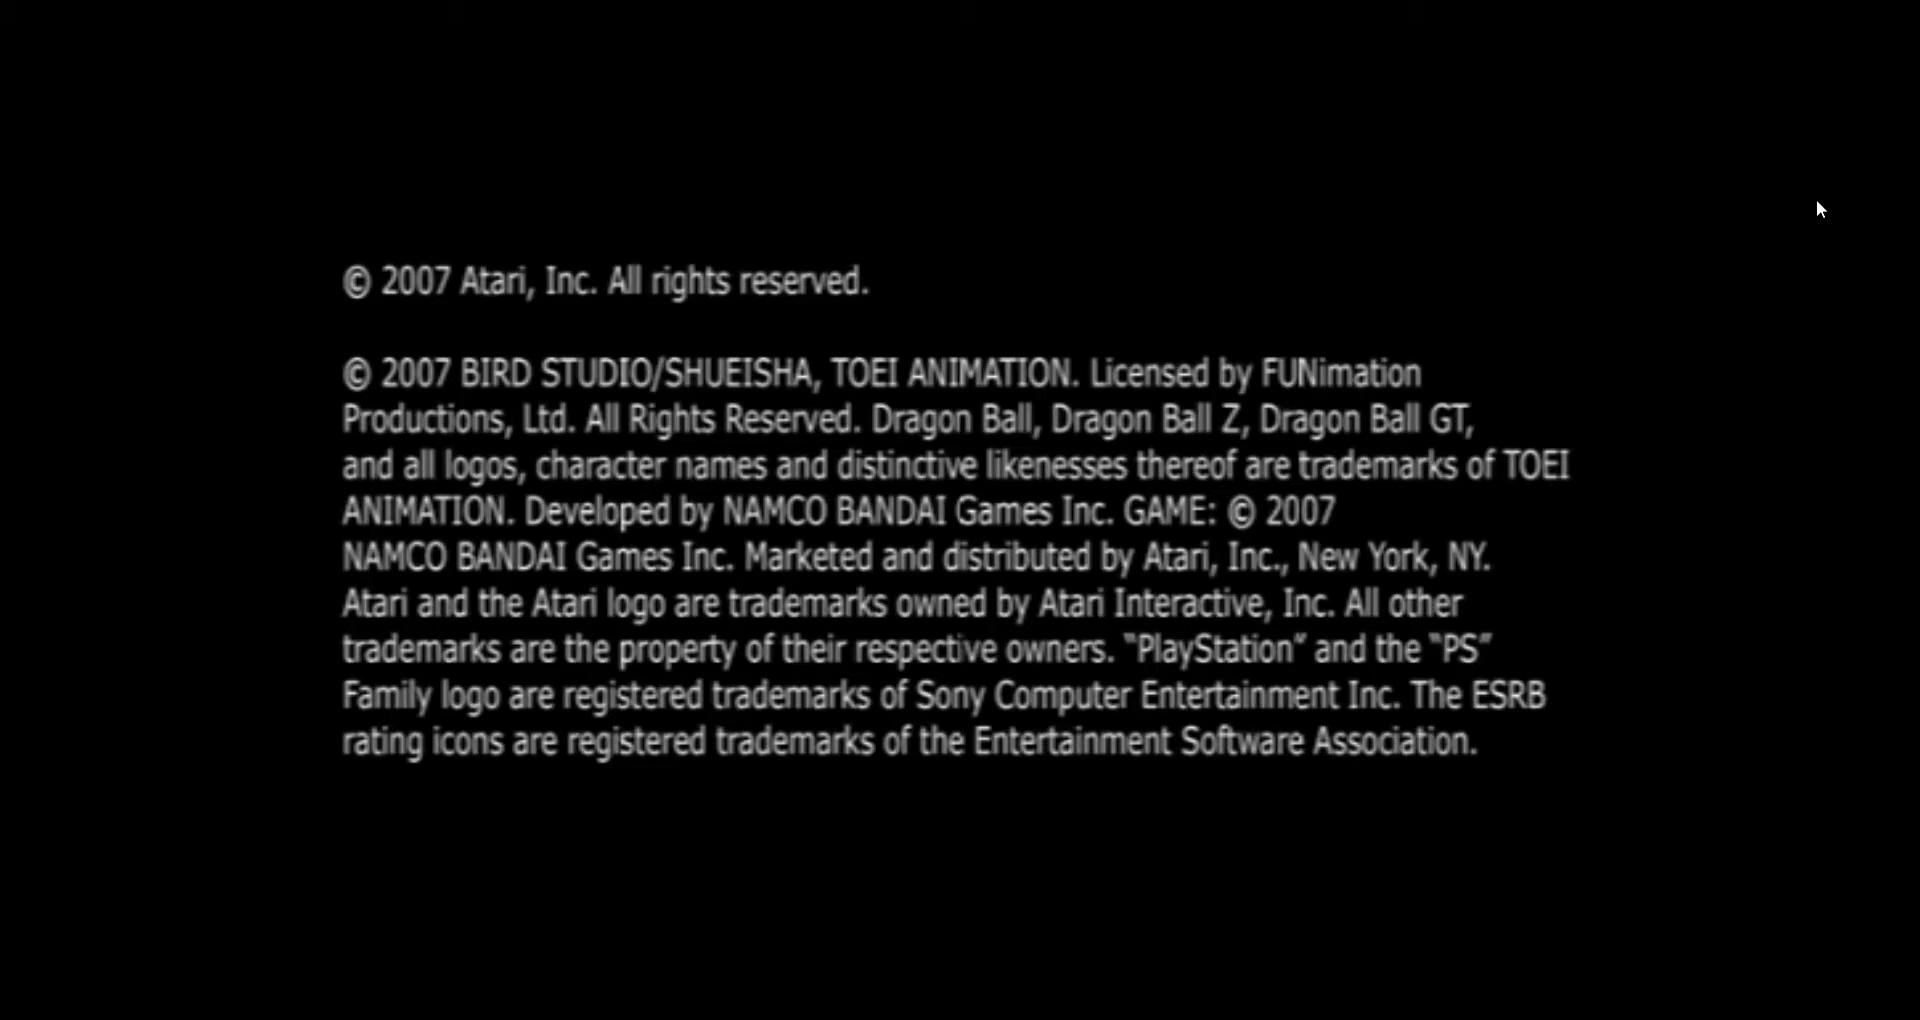 © 2007 Atari, Inc. All rights reserved.
© 2007 BIRD STUDIO/SHUEISHA, TOEI ANIMATION. Licensed by FUNimation
Productions, Ltd. All Rights Reserved. Dragon Ball, Dragon Ball Z, Dragon Ball GT,
and all logos, character names and distinctive likenesses thereof are trademarks of TOEI
ANIMATION. Developed by NAMCO BANDAI Games Inc. GAME: © 2007
NAMCO BANDAI Games Inc. Marketed and distributed by Atari, Inc., New York, NY.
Atari and the Atari logo are trademarks owned by Atari Interactive, Inc. All other
trademarks are the property of their respective owners. “PlayStation” and the “PS”
Family logo are registered trademarks of Sony Computer Entertainment Inc. The ESRB
rating icons are registered trademarks of the Entertainment Software Association.